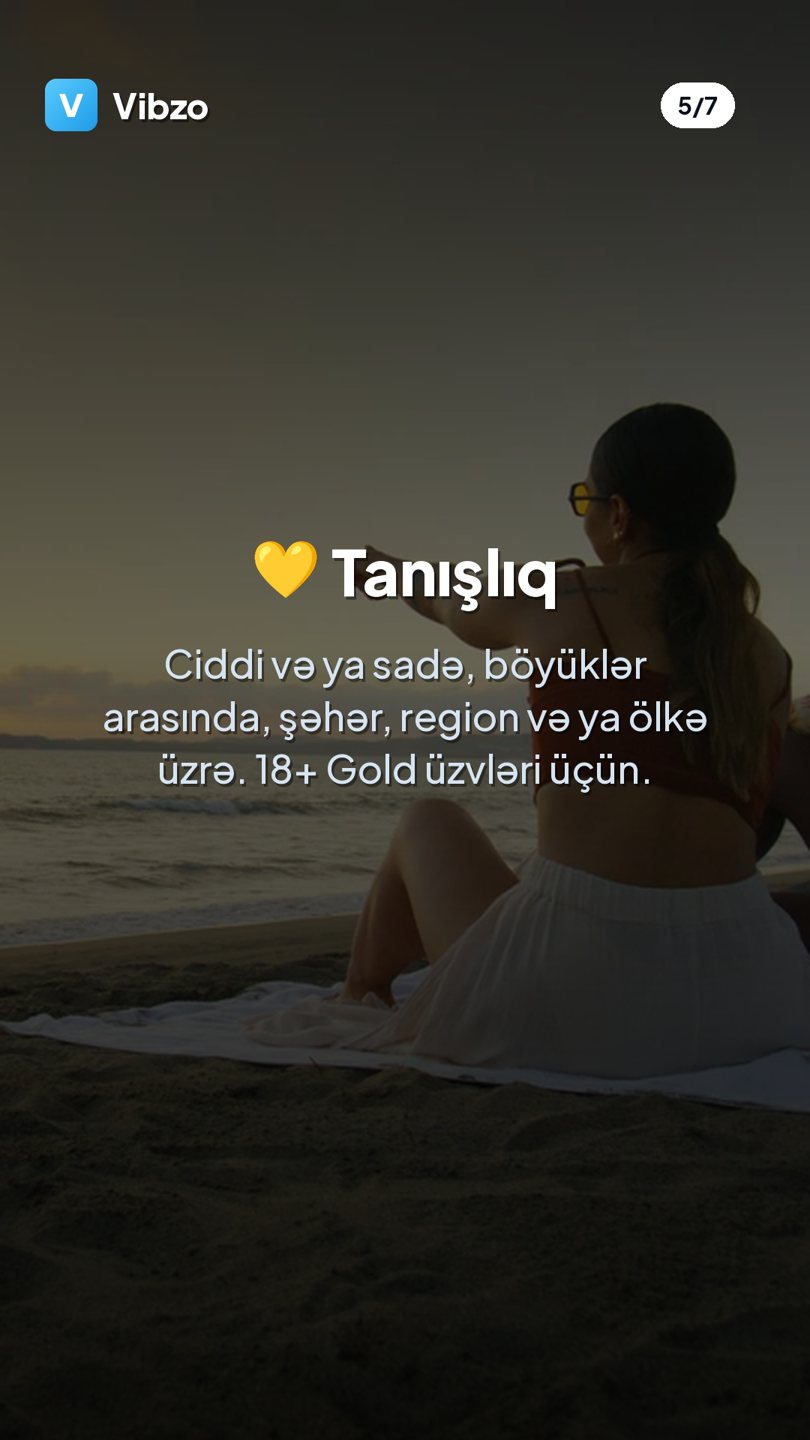 V Vibzo
5/7
💛 Tanışlıq
Ciddi və ya sadə, böyüklər
arasında, şəhər, region və ya ölkə
üzrə. 18+ Gold üzvləri üçün.